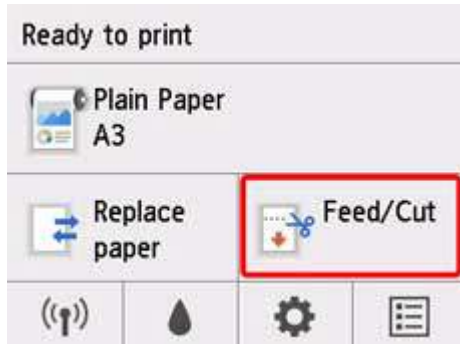 Ready to print
Plain Paper
A3
Replace
paper
Feed/Cut